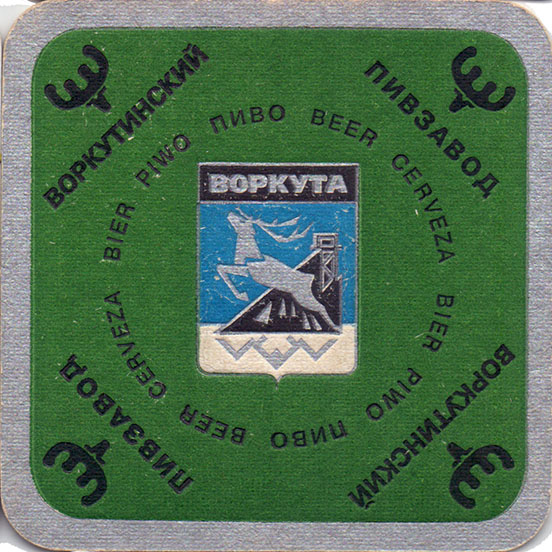 ВОРКУТИНСКИЙ
ПИВЗАВОД
ПИВО BEER CERVEZA BIER PIWO ПИВО BEER CERVEZA BIER PIWO
ВОРКУТА
ПИВЗАВОД
ВОРКУТИНСКИЙ